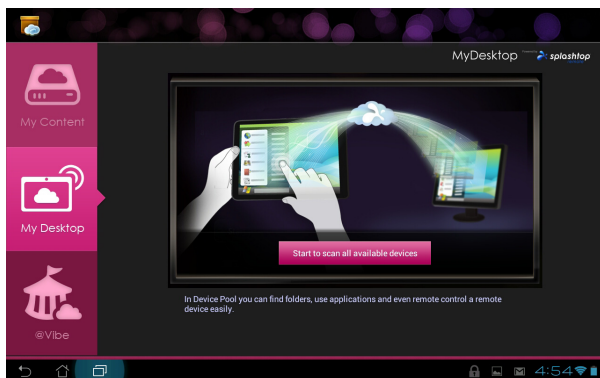 MyDesktop splashtop
My Content
My Desktop
Start to scan all available devices
In Device Pool you can find folders, use applications and even remote control a remote
device easily.
@Vibe
4:54